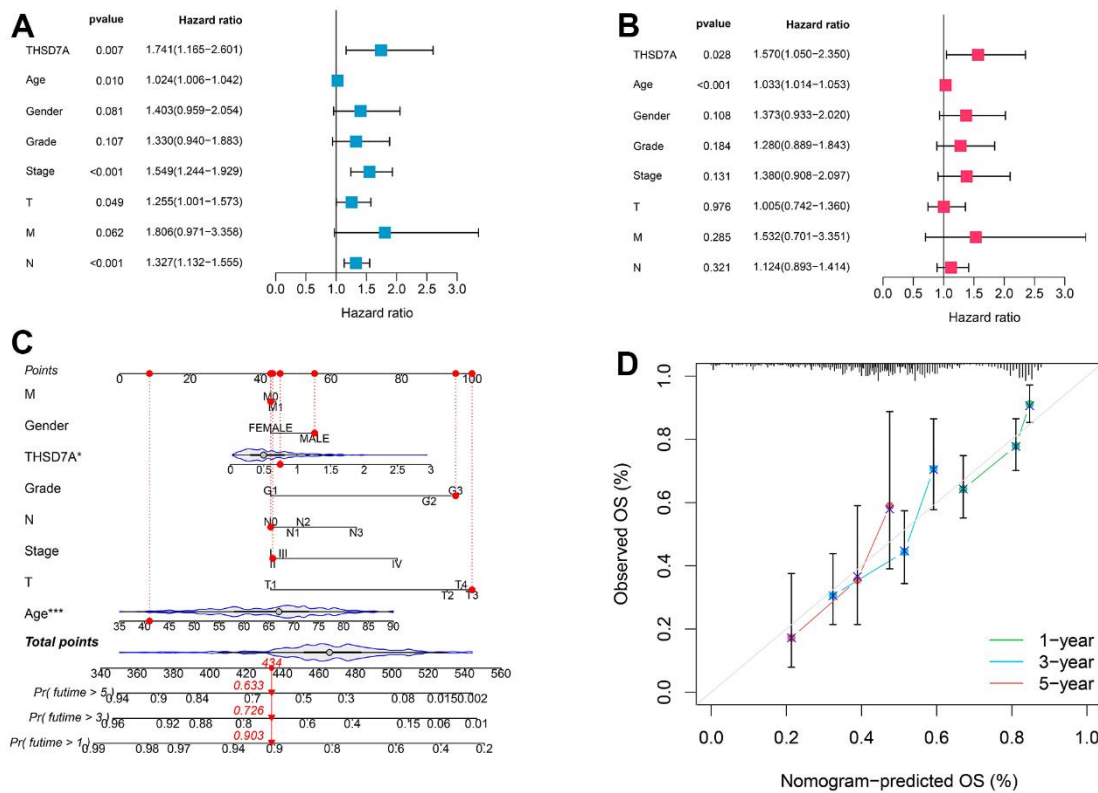 A
pvalue Hazard ratio
THSD7A 0.007 1.741(1.165−2.601)
Age 0.010 1.024(1.006−1.042)
Gender 0.081 1.403(0.959−2.054)
Grade 0.107 1.330(0.940−1.883)
Stage <0.001 1.549(1.244−1.929)
T 0.049 1.255(1.001−1.573)
M 0.062 1.806(0.971−3.358)
N <0.001 1.327(1.132−1.555)
0.0 0.5 1.0 1.5 2.0 2.5 3.0
Hazard ratio
B
pvalue Hazard ratio
THSD7A 0.028 1.570(1.050−2.350)
Age <0.001 1.033(1.014−1.053)
Gender 0.108 1.373(0.933−2.020)
Grade 0.184 1.280(0.889−1.843)
Stage 0.131 1.380(0.908−2.097)
T 0.976 1.005(0.742−1.360)
M 0.285 1.532(0.701−3.351)
N 0.321 1.124(0.893−1.414)
0.0 0.5 1.0 1.5 2.0 2.5 3.0
Hazard ratio
C
Points 0 20 40 60 80 100
M M0
M1
Gender FEMALE
MALE
THSD7A*
0 0.5 1 1.5 2 2.5 3
Grade G1 G3
G2
N N0 N2
N1 N3
Stage III
II IV
T T1 T4
T2 T3
Age***
35 40 45 50 55 60 65 70 75 80 85 90
Total points
434
340 360 380 400 420 440 460 480 500 520 540 560
0.633
Pr( futime > 5 )
0.94 0.9 0.84 0.7 0.5 0.3 0.08 0.015 0.002
0.726
Pr( futime > 3 )
0.96 0.92 0.88 0.8 0.6 0.4 0.15 0.06 0.01
0.903
Pr( futime > 1 )
0.99 0.98 0.97 0.94 0.9 0.8 0.6 0.4 0.2
D
Observed OS (%)
1.0
0.8
0.6
0.4
0.2
0.0
1−year
3−year
5−year
0.0 0.2 0.4 0.6 0.8 1.0
Nomogram−predicted OS (%)